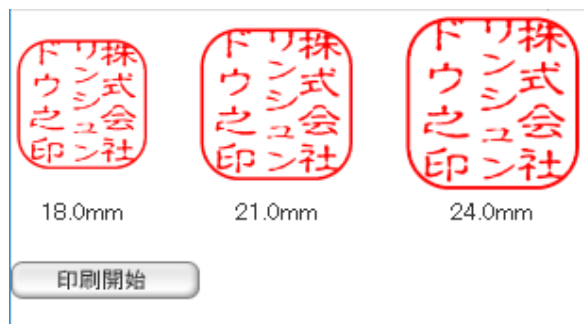 株式会社
リンシュン
ドウ之印
株式会社
リンシュン
ドウ之印
株式会社
リンシュン
ドウ之印
18.0mm
21.0mm
24.0mm
印刷開始